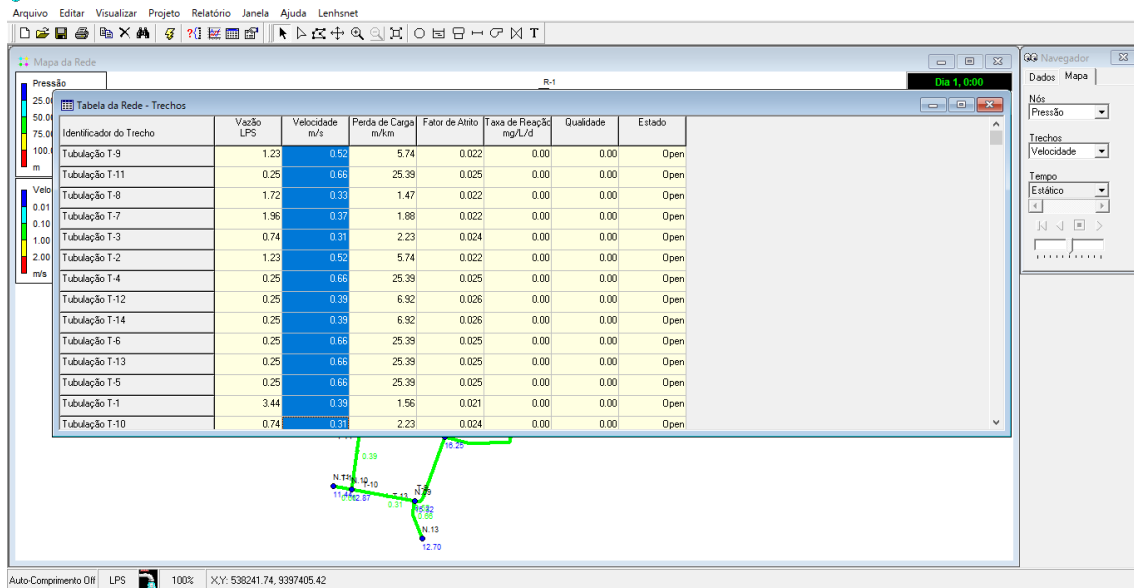 Arquivo Editar Visualizar Projeto Relatório Janela Ajuda Lenhsnet
T
Mapa da Rede
Pressão
25.0
50.0
75.0
100.
m
Velo
0.01
0.10
1.00
2.00
m/s
R-1
Dia 1, 0:00
Tabela da Rede - Trechos
Identificador do Trecho Vazão LPS Velocidade m/s Perda de Carga m/km Fator de Atrito Taxa de Reação mg/L/d Qualidade Estado
Tubulação T-9 1.23 0.52 5.74 0.022 0.00 0.00 Open
Tubulação T-11 0.25 0.66 25.39 0.025 0.00 0.00 Open
Tubulação T-8 1.72 0.33 1.47 0.022 0.00 0.00 Open
Tubulação T-7 1.96 0.37 1.88 0.022 0.00 0.00 Open
Tubulação T-3 0.74 0.31 2.23 0.024 0.00 0.00 Open
Tubulação T-2 1.23 0.52 5.74 0.022 0.00 0.00 Open
Tubulação T-4 0.25 0.66 25.39 0.025 0.00 0.00 Open
Tubulação T-12 0.25 0.39 6.92 0.026 0.00 0.00 Open
Tubulação T-14 0.25 0.39 6.92 0.026 0.00 0.00 Open
Tubulação T-6 0.25 0.66 25.39 0.025 0.00 0.00 Open
Tubulação T-13 0.25 0.66 25.39 0.025 0.00 0.00 Open
Tubulação T-5 0.25 0.66 25.39 0.025 0.00 0.00 Open
Tubulação T-1 3.44 0.39 1.56 0.021 0.00 0.00 Open
Tubulação T-10 0.74 0.31 2.23 0.024 0.00 0.00 Open
16.25
0.39
N.10
T-10
T-13
12.87
0.31
N.13
12.70
Navegador
Dados Mapa
Nós
Pressão
Trechos
Velocidade
Tempo
Estático
Auto-Comprimento Off LPS 100% X,Y: 538241.74, 9397405.42